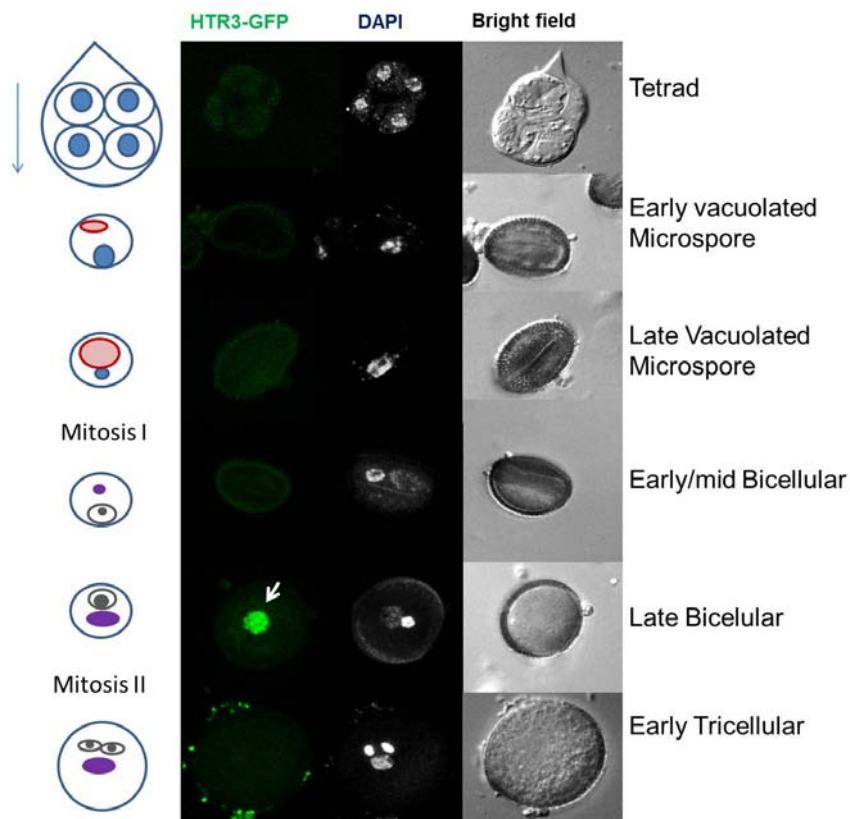 HTR3-GFP DAPI Bright field
Tetrad
Early vacuolated
Microspore
Late Vacuolated
Microspore
Mitosis I
Early/mid Bicellular
Late Bicelular
Mitosis II
Early Tricellular